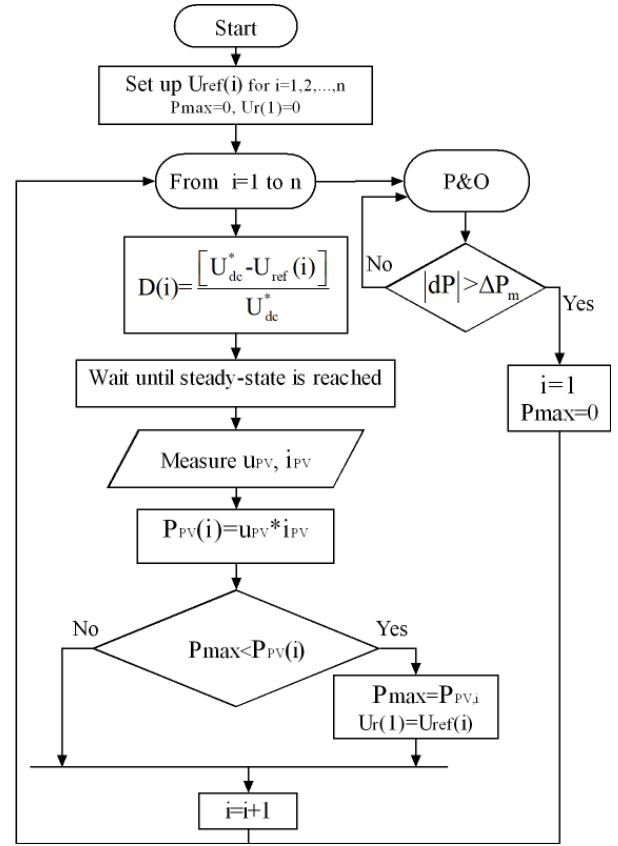 Start
Set up Uref(i) for i=1,2,...,n
Pmax=0, Ur(1)=0
From i=1 to n
P&O
D(i)=[U*dc-Uref(i)]/U*dc
No
|dP|>ΔPm
Yes
Wait until steady-state is reached
i=1
Pmax=0
Measure uPV, iPV
PPV(i)=uPV*iPV
No
Yes
Pmax<PPV(i)
Pmax=PPV,i
Ur(1)=Uref(i)
i=i+1